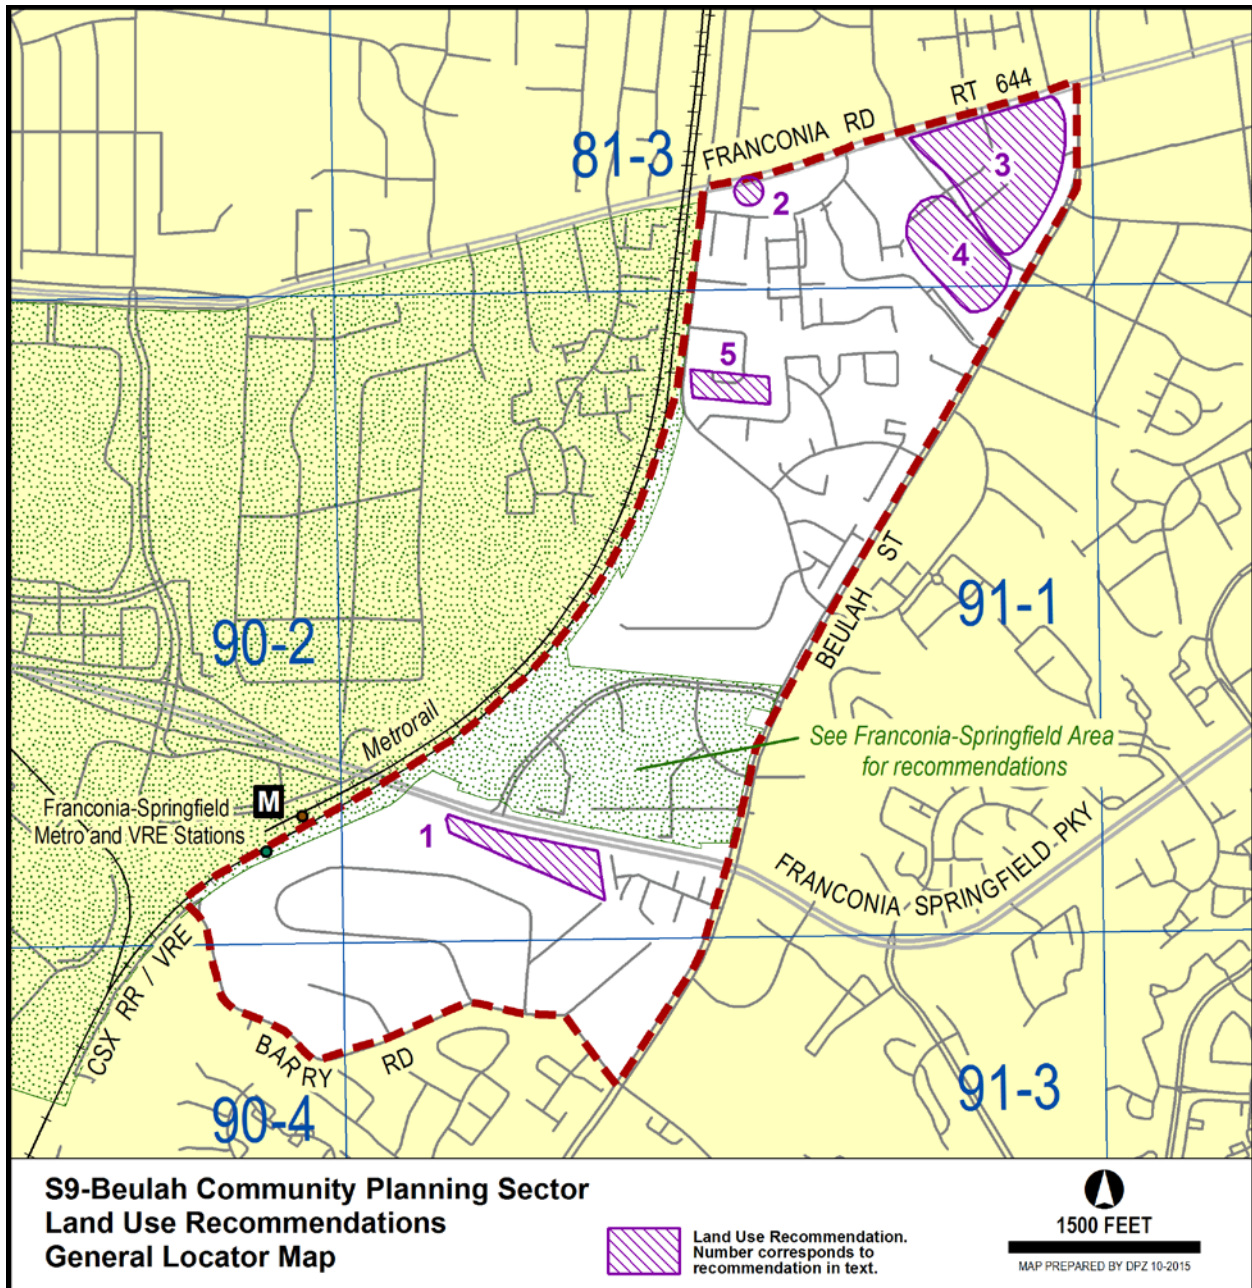 RT 644
FRANCONIA RD
81-3
3
2
4
5
BEULAH ST
91-1
90-2
Metrorail
See Franconia-Springfield Area
for recommendations
M
Franconia-Springfield
Metro and VRE Stations
1
FRANCONIA SPRINGFIELD PKY
CSX RR / VRE
BARRY RD
91-3
90-4
S9-Beulah Community Planning Sector
Land Use Recommendations
General Locator Map
Land Use Recommendation.
Number corresponds to
recommendation in text.
1500 FEET
MAP PREPARED BY DPZ 10-2015